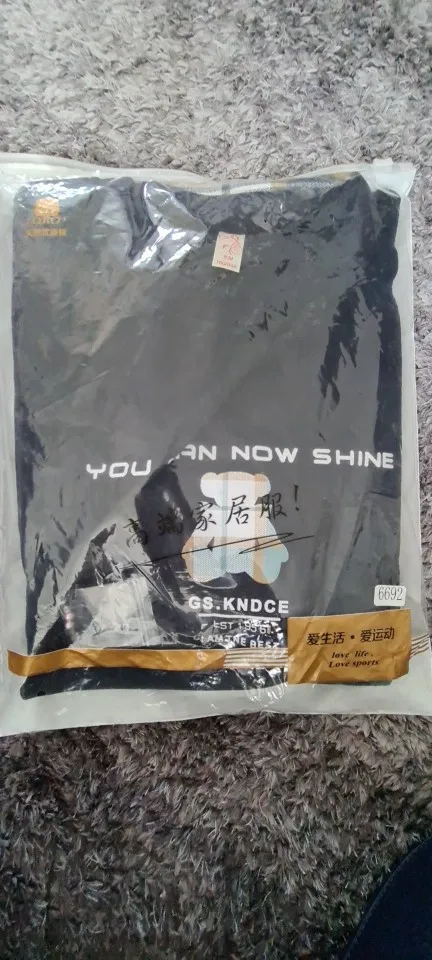 YOU AN NOW SHINE
高端家居服!
6692
GS.KNDCE
爱生活·爱运动
love life.
Love sports